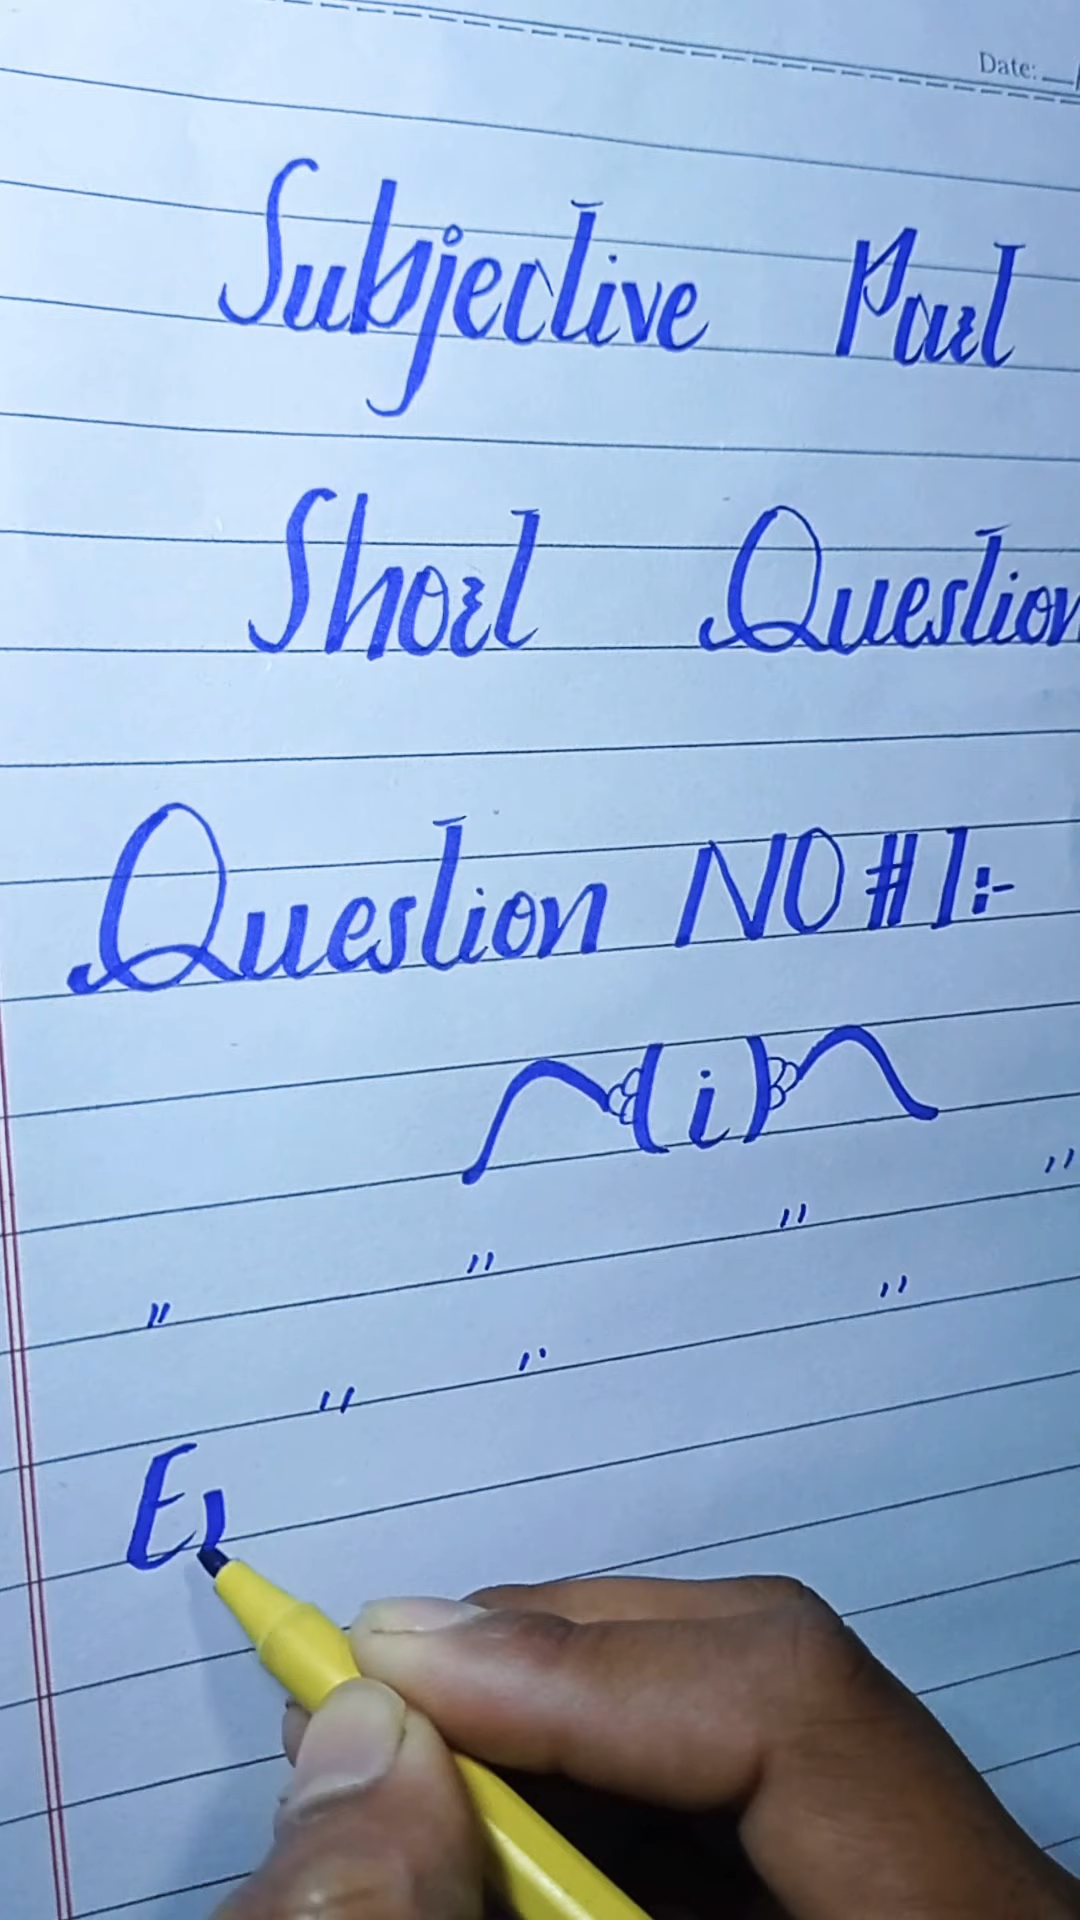 Date:
Subjective Part
Short Question
Question NO # 1:-
(i)
" " " "
" " "
E